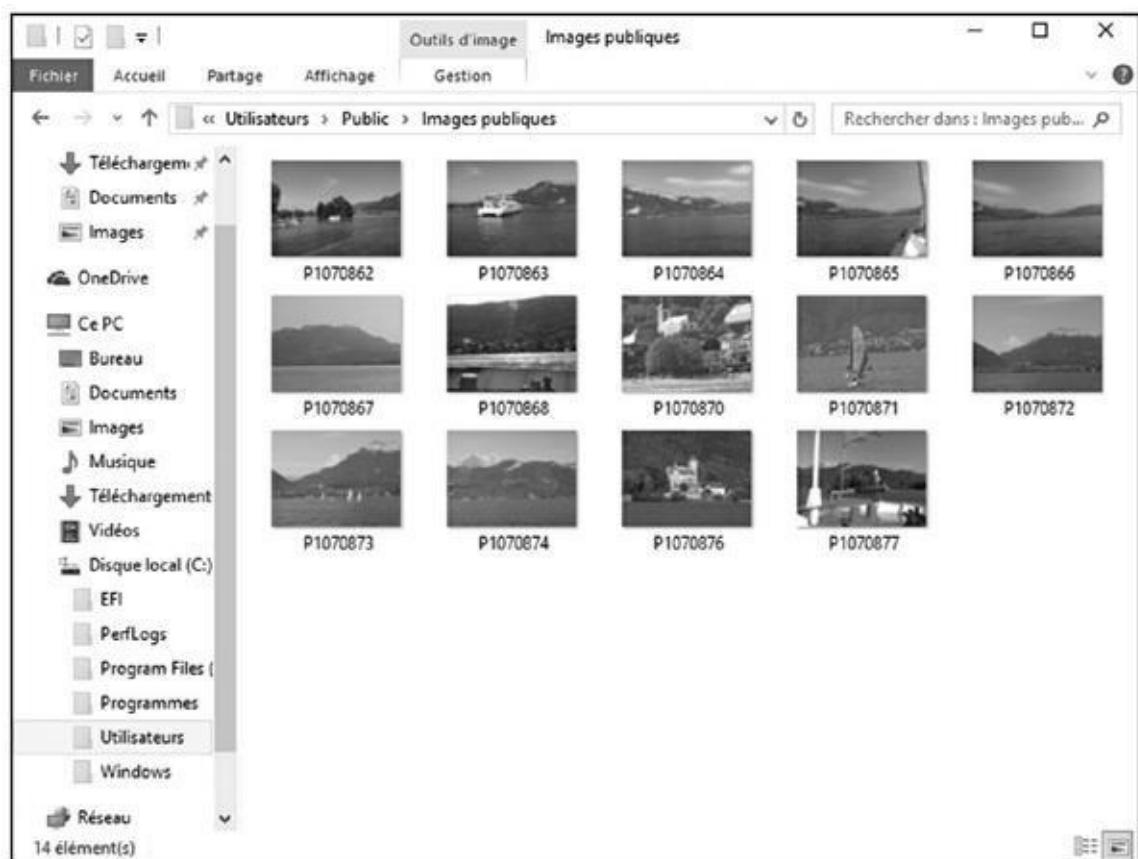 Outils d'image Images publiques
Fichier Accueil Partage Affichage Gestion
« Utilisateurs > Public > Images publiques
Rechercher dans : Images pub...
Téléchargem
Documents
Images
OneDrive
Ce PC
Bureau
Documents
Images
Musique
Téléchargement
Vidéos
Disque local (C:)
EFI
PerfLogs
Program Files (
Programmes
Utilisateurs
Windows
Réseau
P1070862 P1070863 P1070864 P1070865 P1070866
P1070867 P1070868 P1070870 P1070871 P1070872
P1070873 P1070874 P1070876 P1070877
14 élément(s)